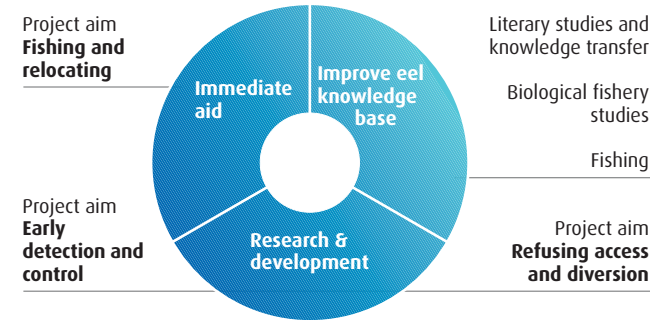 Project aim
Fishing and
relocating
Immediate
aid
Improve eel
knowledge
base
Literary studies and
knowledge transfer
Biological fishery
studies
Fishing
Project aim
Early
detection and
control
Research &
development
Project aim
Refusing access
and diversion